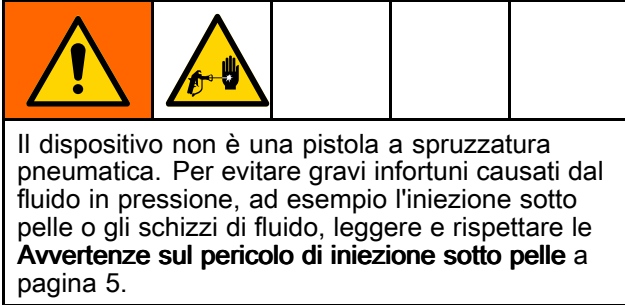 Il dispositivo non è una pistola a spruzzatura
pneumatica. Per evitare gravi infortuni causati dal
fluido in pressione, ad esempio l'iniezione sotto
pelle o gli schizzi di fluido, leggere e rispettare le
Avvertenze sul pericolo di iniezione sotto pelle a
pagina 5.